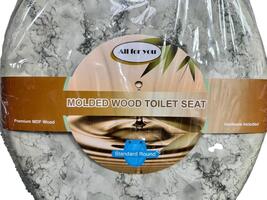 All for you
MOLDED WOOD TOILET SEAT
Premium MDF Wood
Hardware Included
Standard Round